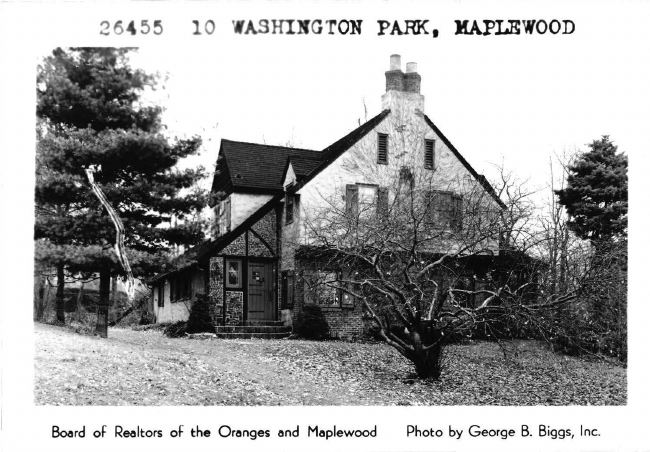 26455 10 WASHINGTON PARK, MAPLEWOOD
Board of Realtors of the Oranges and Maplewood Photo by George B. Biggs, Inc.